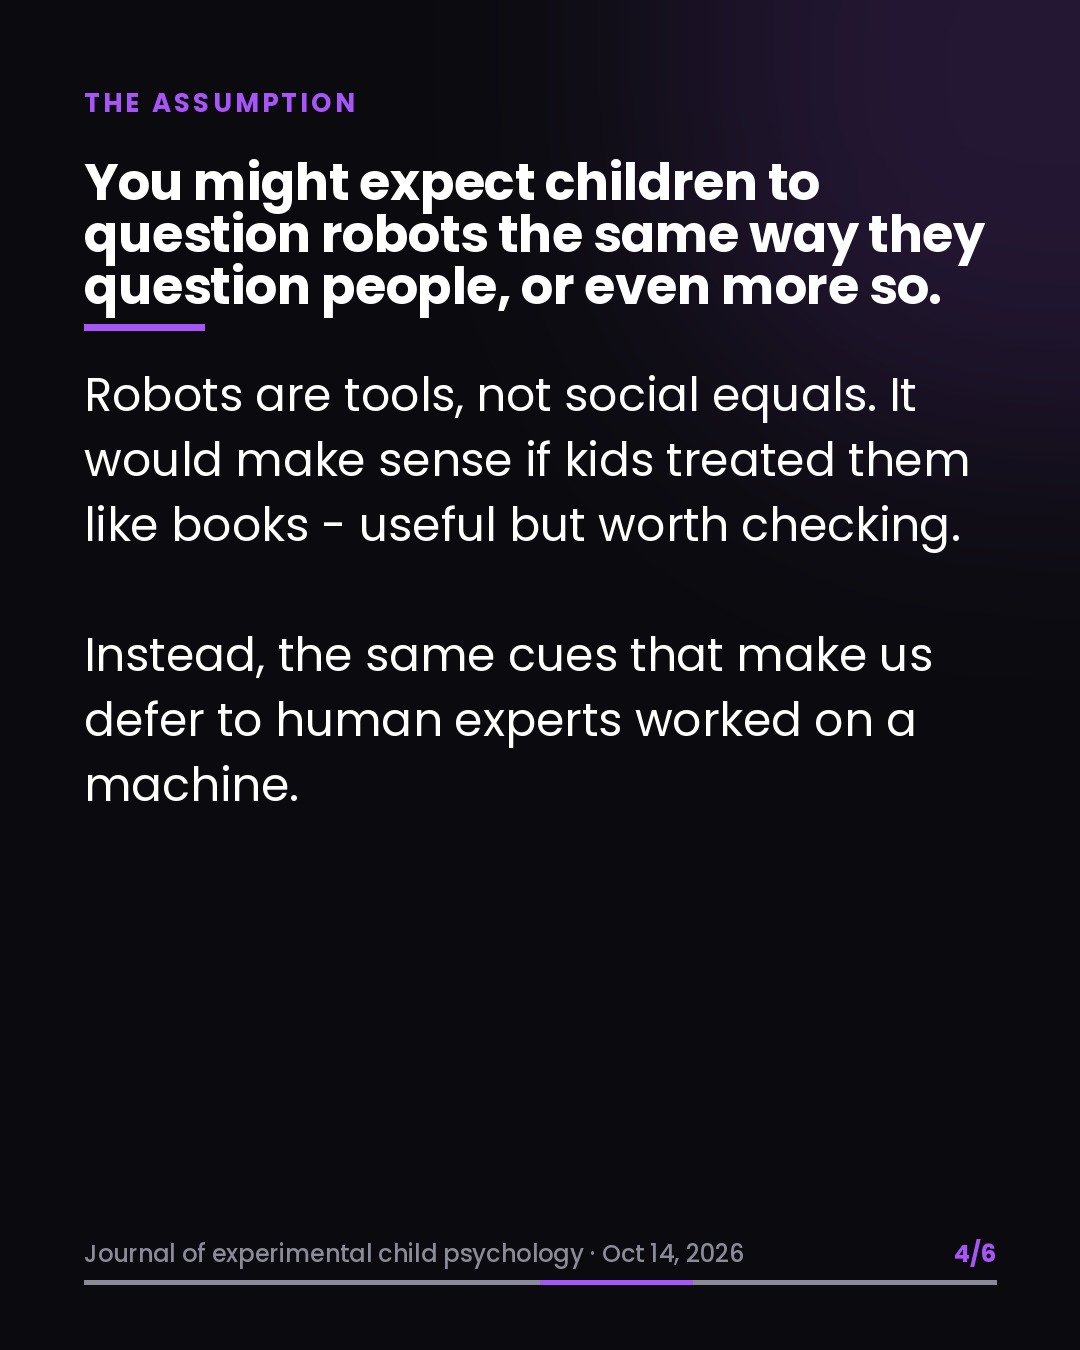 THE ASSUMPTION
You might expect children to
question robots the same way they
question people, or even more so.
Robots are tools, not social equals. It
would make sense if kids treated them
like books - useful but worth checking.
Instead, the same cues that make us
defer to human experts worked on a
machine.
Journal of experimental child psychology · Oct 14, 2026
4/6